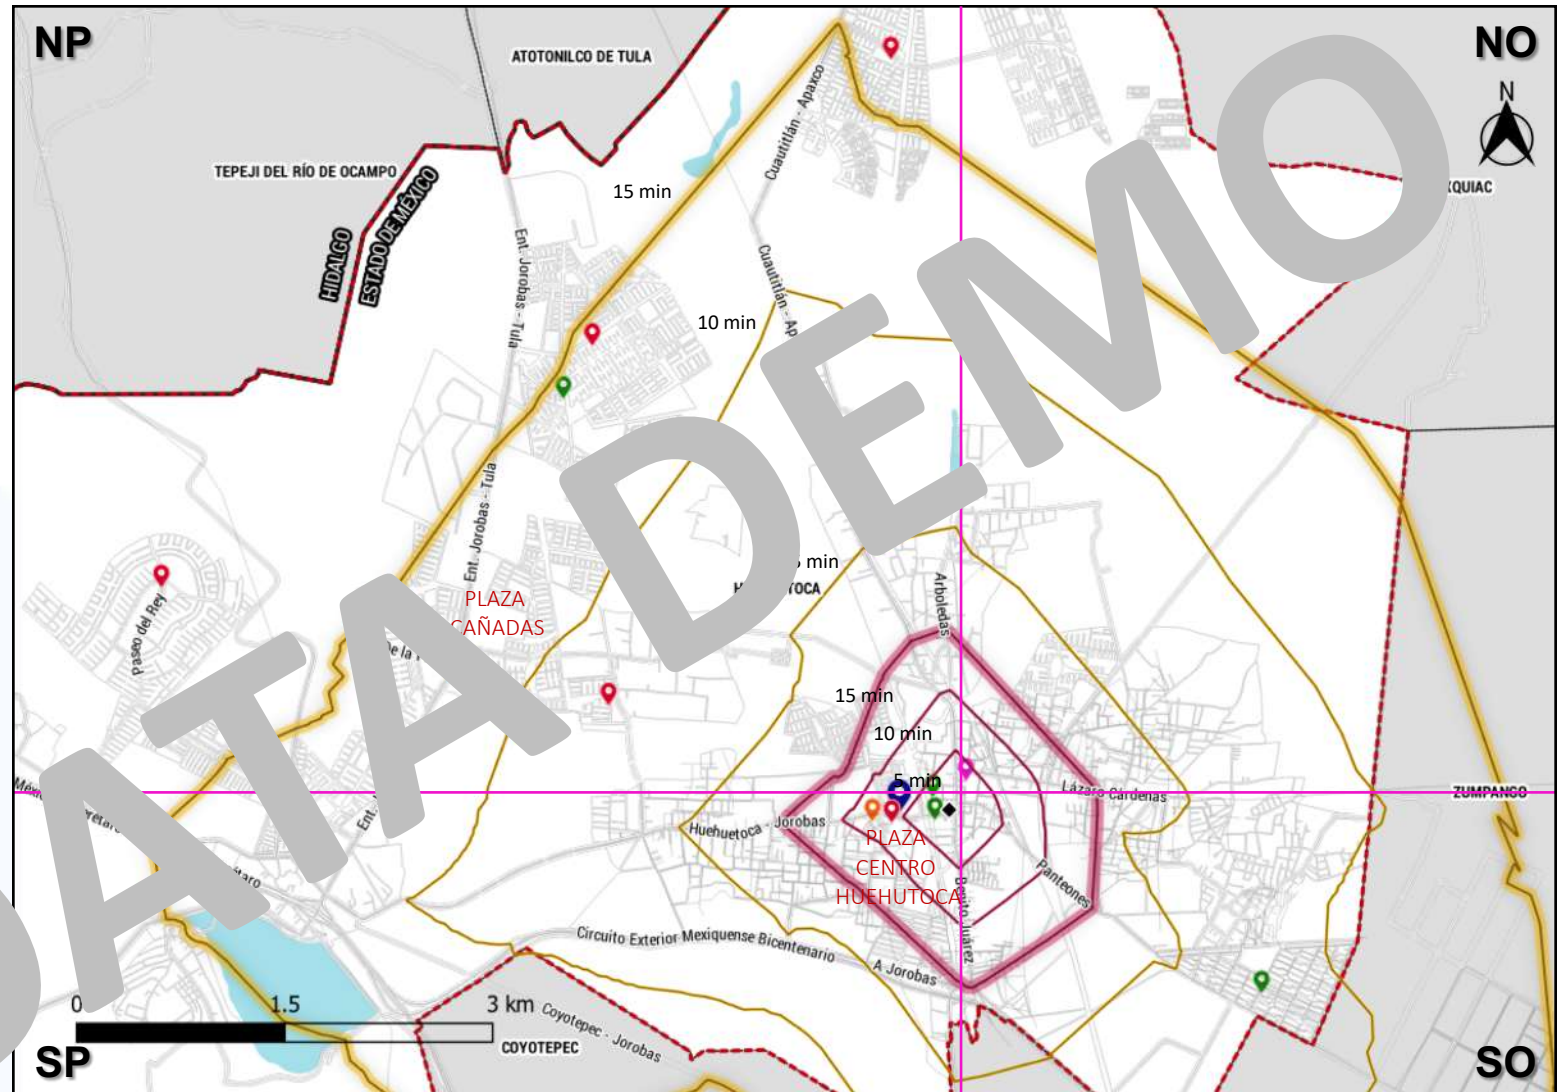 NP
NO
N
ATOTONILCO DE TULA
TEPEJI DEL RÍO DE OCAMPO
HIDALGO
ESTADO DE MÉXICO
Cuautitlán - Apaxco
15 min
Ent. Jorobas - Tula
Cuautitlán - Ap
10 min
DATA DEMO
Ent. Jorobas - Tula
min
Arboledas
PLAZA
CAÑADAS
Paseo del Rey
De la
15 min
10 min
5 min
Lázaro Cárdenas
ZUMPANGO
Huehuetoca - Jorobas
PLAZA
CENTRO
HUEHUTOCA
Panteones
Benito Juárez
Circuito Exterior Mexiquense Bicentenario
A Jorobas
0 1.5 3 km
Coyotepec - Jorobas
COYOTEPEC
SP
SO